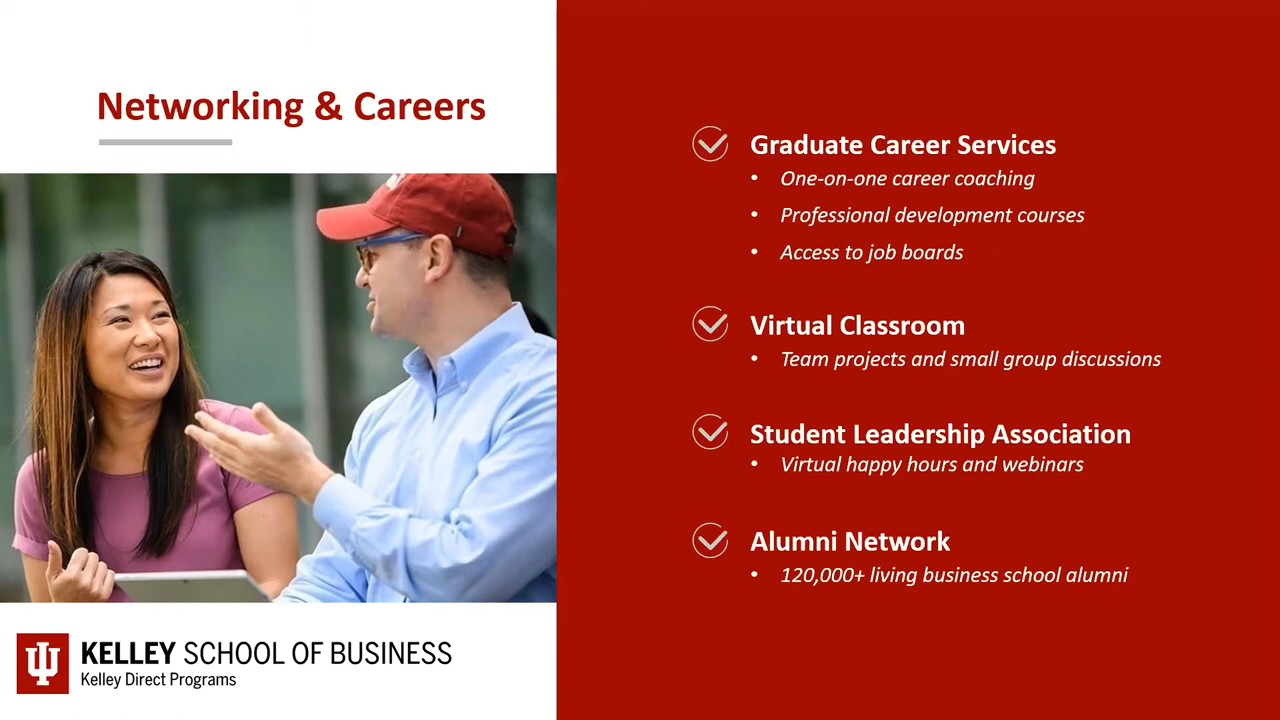 Networking & Careers
Graduate Career Services
• One-on-one career coaching
• Professional development courses
• Access to job boards
Virtual Classroom
• Team projects and small group discussions
Student Leadership Association
• Virtual happy hours and webinars
Alumni Network
• 120,000+ living business school alumni
KELLEY SCHOOL OF BUSINESS
Kelley Direct Programs